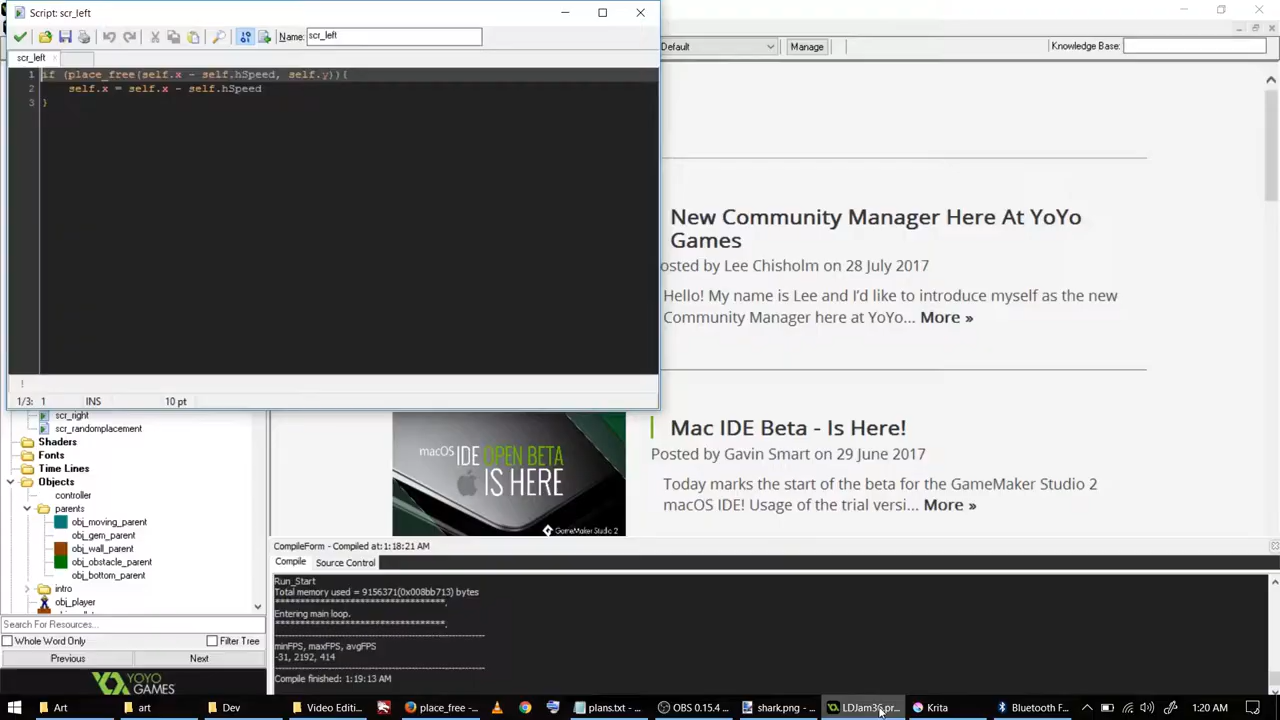 Script: scr_left
Name: scr_left
Default
Manage
Knowledge Base:
scr_left
1 if (place_free(self.x - self.hSpeed, self.y)){
2 self.x = self.x - self.hSpeed
3 }
New Community Manager Here At YoYo
Games
osted by Lee Chisholm on 28 July 2017
Hello! My name is Lee and I'd like to introduce myself as the new
Community Manager here at YoYo... More »
!
1/3: 1 INS 10 pt
scr_right
scr_randomplacement
Shaders
Fonts
Time Lines
Objects
controller
parents
obj_moving_parent
obj_gem_parent
obj_wall_parent
obj_obstacle_parent
obj_bottom_parent
intro
obj_player
macOS IDE OPEN BETA
IS HERE
GameMaker Studio 2
Mac IDE Beta - Is Here!
Posted by Gavin Smart on 29 June 2017
Today marks the start of the beta for the GameMaker Studio 2
macOS IDE! Usage of the trial versi... More »
CompileForm - Compiled at:1:18:21 AM
Compile Source Control
Run_Start
Total memory used = 9156371(0x008bb713) bytes
Entering main loop.
minFPS, maxFPS, avgFPS
-31, 2192, 414
Compile finished: 1:19:13 AM
Search For Resources...
Whole Word Only Filter Tree
Previous Next
YOYO
GAMES
Art art Dev Video Editi... place_free -... plans.txt -... OBS 0.15.4... shark.png -... LDJam36.pr... Krita Bluetooth F... 1:20 AM